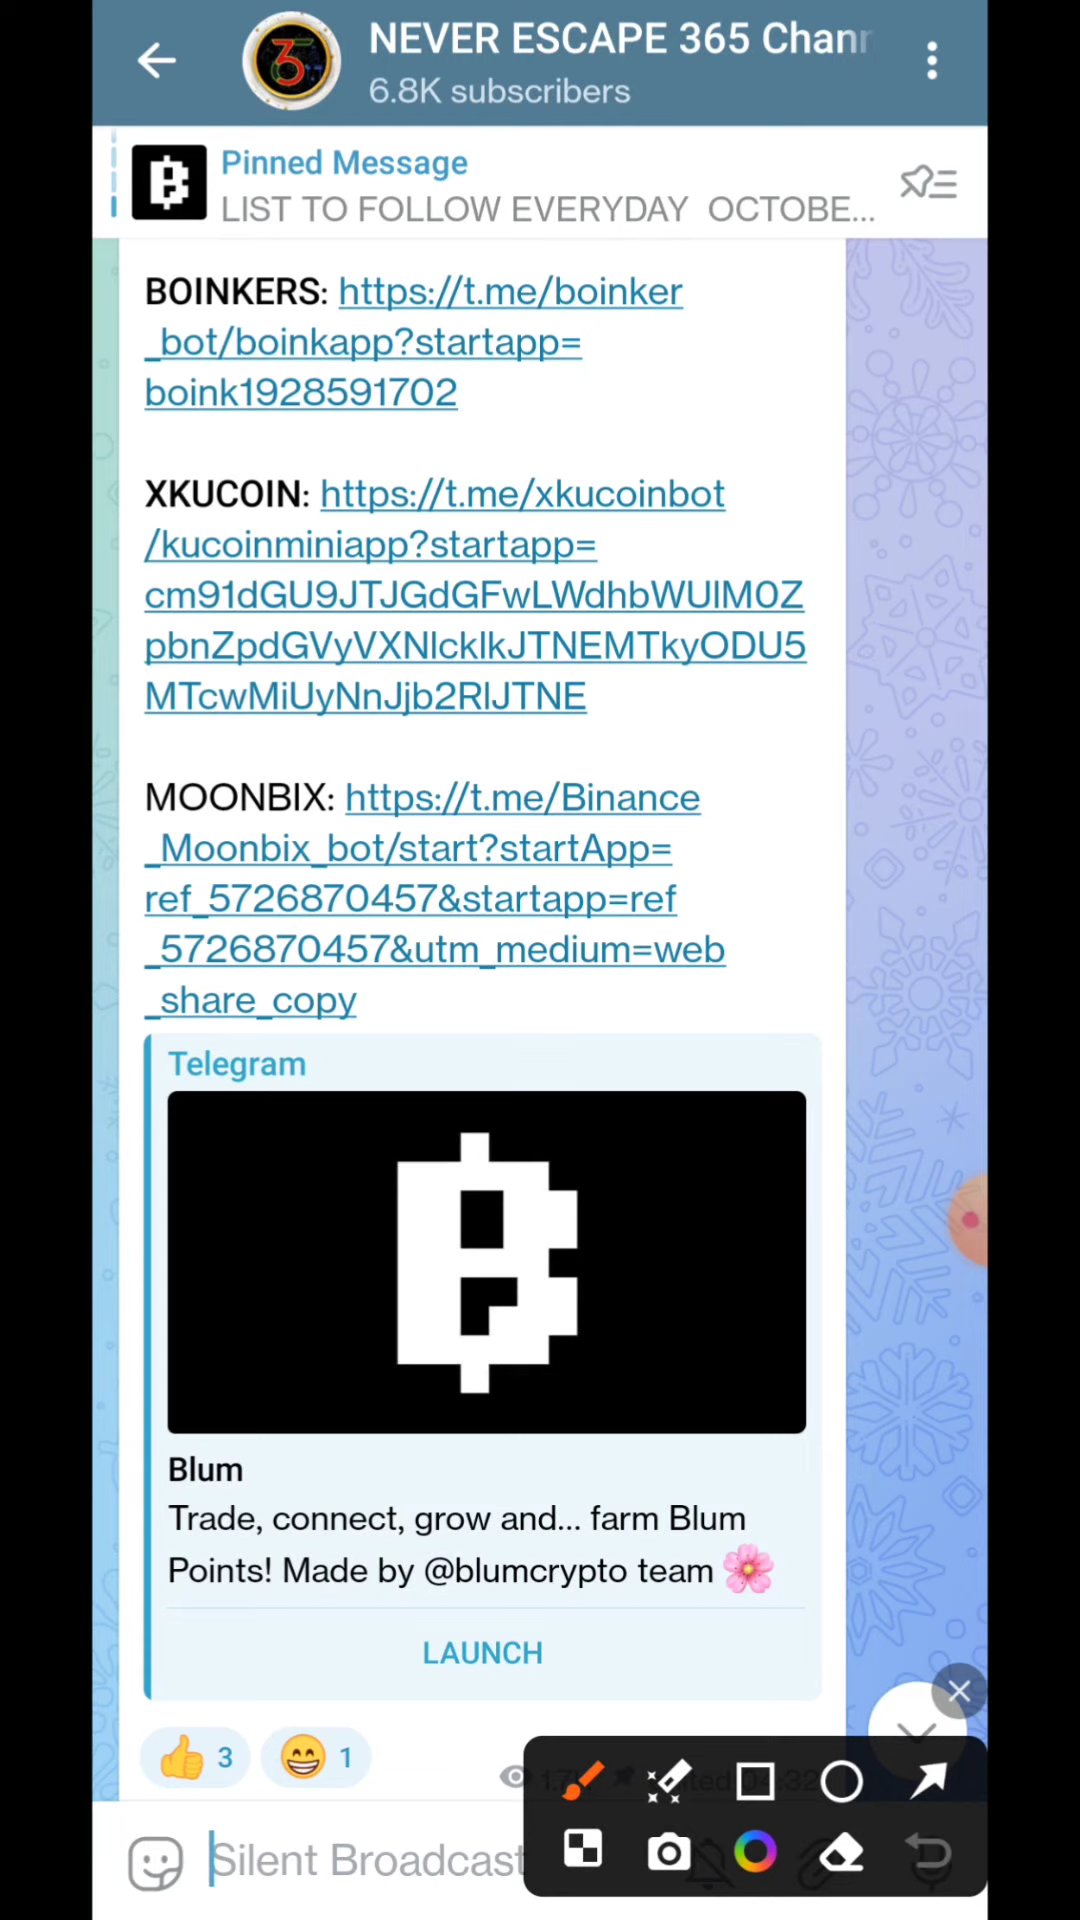 NEVER ESCAPE 365 Chann
6.8K subscribers
Pinned Message
LIST TO FOLLOW EVERYDAY OCTOBE...
BOINKERS: https://t.me/boinker
_bot/boinkapp?startapp=
boink1928591702
XKUCOIN: https://t.me/xkucoinbot
/kucoinminiapp?startapp=
cm91dGU9JTJGdGFwLWdhbWUlM0Z
pbnZpdGVyVXNlcklkJTNEMTkyODU5
MTcwMiUyNnJjb2RlJTNE
MOONBIX: https://t.me/Binance
_Moonbix_bot/start?startApp=
ref_5726870457&startapp=ref
_5726870457&utm_medium=web
_share_copy
Telegram
Blum
Trade, connect, grow and... farm Blum
Points! Made by @blumcrypto team
LAUNCH
3
1
Silent Broadcast